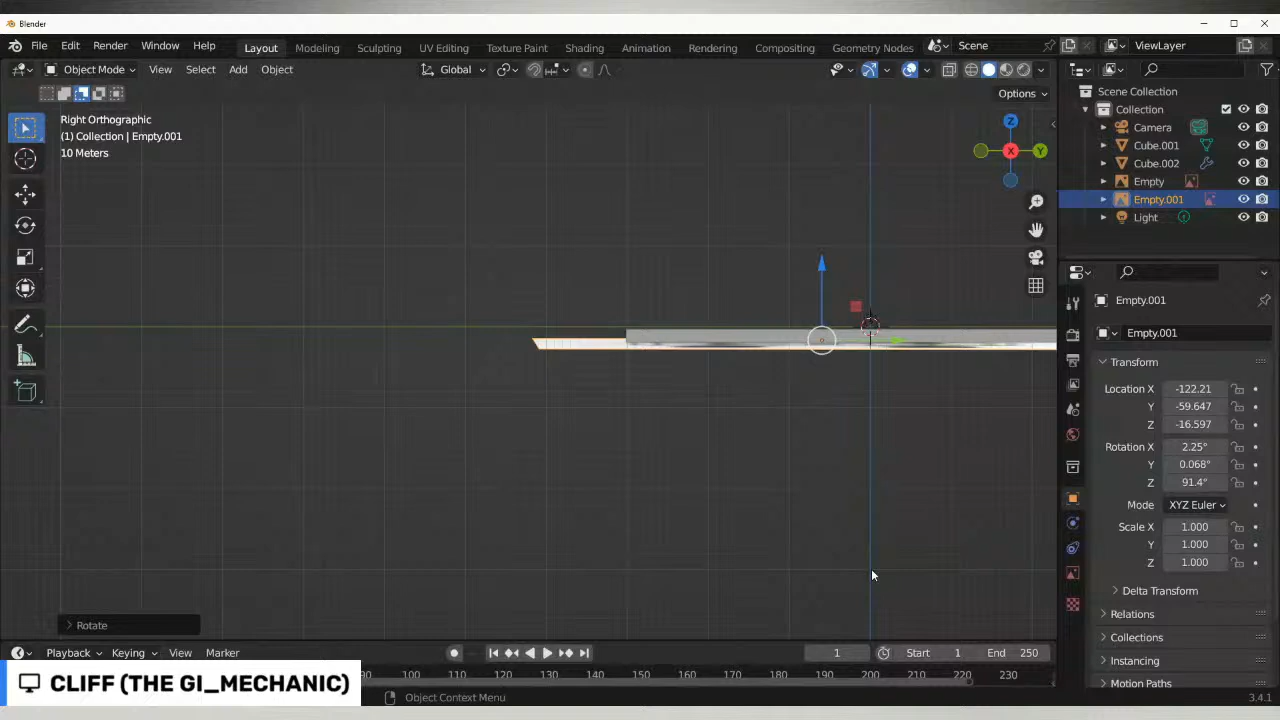 Blender
File Edit Render Window Help Layout Modeling Sculpting UV Editing Texture Paint Shading Animation Rendering Compositing Geometry Nodes Scene ViewLayer
Object Mode View Select Add Object Global
Options
Right Orthographic
(1) Collection | Empty.001
10 Meters
Z
X
Y
Scene Collection
Collection
Camera
Cube.001
Cube.002
Empty
Empty.001
Light
Empty.001
Empty.001
Transform
Location X -122.21
Y -59.647
Z -16.597
Rotation X 2.25°
Y 0.068°
Z 91.4°
Mode XYZ Euler
Scale X 1.000
Y 1.000
Z 1.000
Delta Transform
Relations
Collections
Instancing
Motion Paths
Rotate
Playback Keying View Marker 1 Start 1 End 250
CLIFF (THE GI_MECHANIC)
90 100 110 120 130 140 150 160 170 180 190 200 210 220 230
Object Context Menu
3.4.1